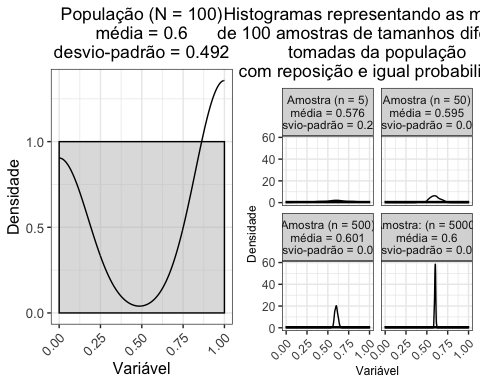 População (N = 100)
média = 0.6
desvio-padrão = 0.492
Densidade
1.0
0.5
0.0
0.00 0.25 0.50 0.75 1.00
Variável
Histogramas representando as m
de 100 amostras de tamanhos dif
tomadas da população
com reposição e igual probabili
Amostra (n = 5)
média = 0.576
svio-padrão = 0.2
Amostra (n = 50)
média = 0.595
svio-padrão = 0.0
Densidade
60
40
20
0
Amostra (n = 500)
média = 0.601
svio-padrão = 0.0
mostra: (n = 5000
média = 0.6
svio-padrão = 0.0
60
40
20
0
0.00 0.25 0.50 0.75 1.00
0.00 0.25 0.50 0.75 1.00
Variável